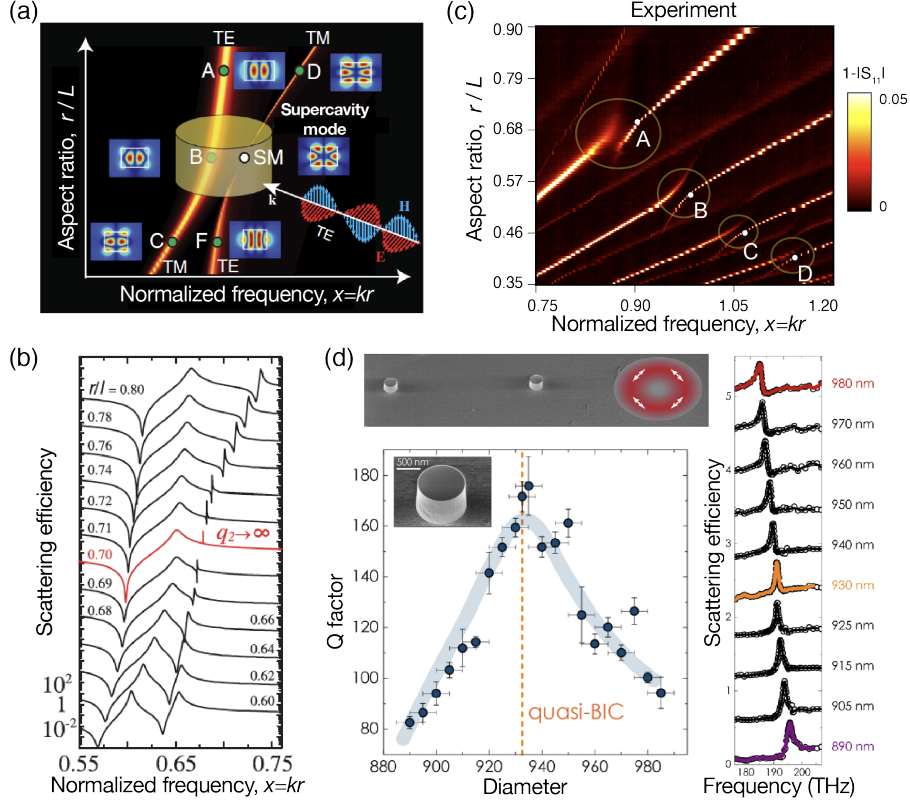 (a)
TE
TM
A
D
Supercavity
mode
B
SM
k
H
TE
E
C
F
TM
TE
Aspect ratio, r / L
Normalized frequency, x=kr
(c)
Experiment
0.90
0.79
0.68
0.57
0.46
0.35
Aspect ratio, r / L
A
B
C
D
0.75
0.90
1.05
1.20
Normalized frequency, x=kr
1-|S11|
0.05
0
(b)
r/l = 0.80
0.78
0.76
0.74
0.72
0.71
0.70
0.69
0.68
q2→∞
0.66
0.64
0.62
0.60
10²
1
10⁻²
Scattering efficiency
0.55
0.65
0.75
Normalized frequency, x=kr
(d)
500 nm
180
160
140
120
100
80
Q factor
quasi-BIC
880
900
920
940
960
980
Diameter
5
4
3
2
1
0
Scattering efficiency
980 nm
970 nm
960 nm
950 nm
940 nm
930 nm
925 nm
915 nm
905 nm
890 nm
180
190
200
Frequency (THz)